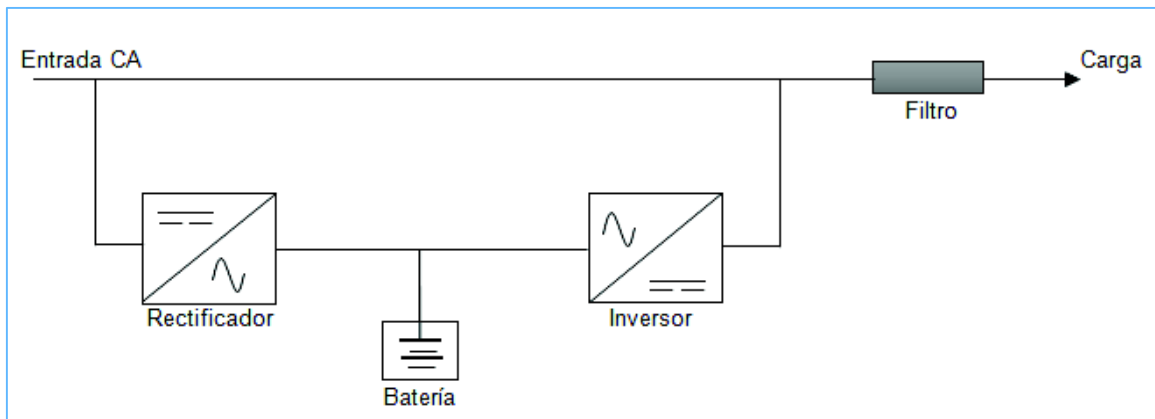 Entrada CA
Carga
Filtro
Rectificador
Inversor
Batería